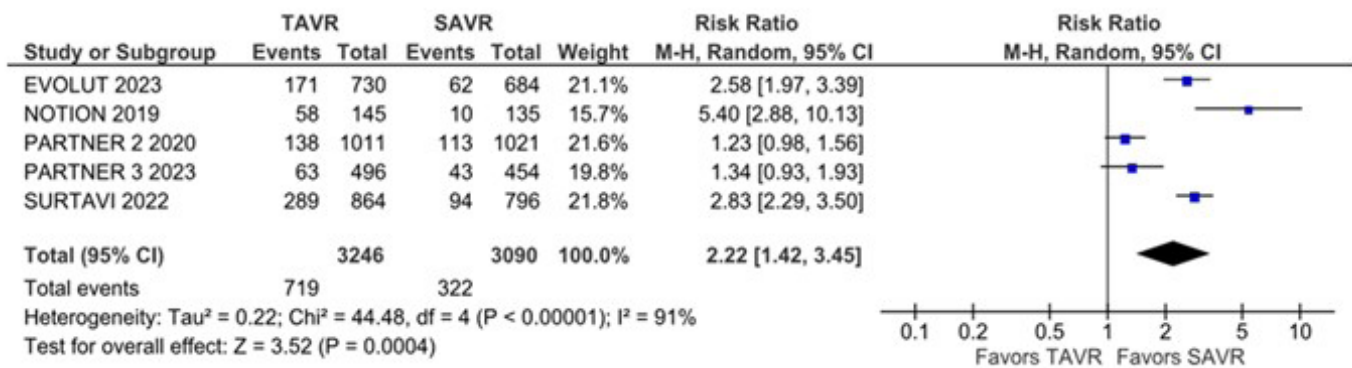 TAVR SAVR Risk Ratio Risk Ratio
Study or Subgroup Events Total Events Total Weight M-H, Random, 95% CI M-H, Random, 95% CI
EVOLUT 2023 171 730 62 684 21.1% 2.58 [1.97, 3.39]
NOTION 2019 58 145 10 135 15.7% 5.40 [2.88, 10.13]
PARTNER 2 2020 138 1011 113 1021 21.6% 1.23 [0.98, 1.56]
PARTNER 3 2023 63 496 43 454 19.8% 1.34 [0.93, 1.93]
SURTAVI 2022 289 864 94 796 21.8% 2.83 [2.29, 3.50]
Total (95% CI) 3246 3090 100.0% 2.22 [1.42, 3.45]
Total events 719 322
Heterogeneity: Tau² = 0.22; Chi² = 44.48, df = 4 (P < 0.00001); I² = 91%
Test for overall effect: Z = 3.52 (P = 0.0004)
0.1 0.2 0.5 1 2 5 10
Favors TAVR Favors SAVR